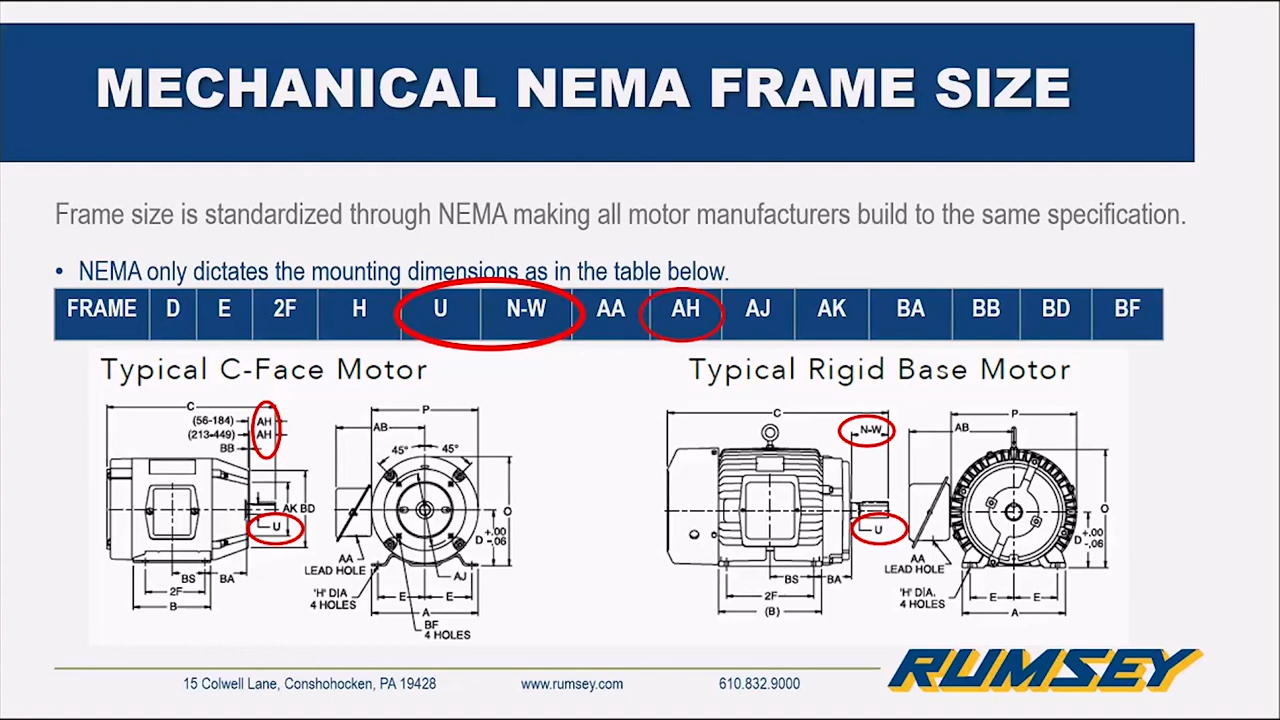 MECHANICAL NEMA FRAME SIZE
Frame size is standardized through NEMA making all motor manufacturers build to the same specification.
• NEMA only dictates the mounting dimensions as in the table below.
FRAME D E 2F H U N-W AA AH AJ AK BA BB BD BF
Typical C-Face Motor
C
(56-184) AH
(213-449) AH
BB
AK BD
U
BS BA
2F
B
P
AB
45° 45°
O
D +.00
-.06
AA
LEAD HOLE
AJ
'H' DIA
4 HOLES
E E
A
BF
4 HOLES
Typical Rigid Base Motor
C
N-W
U
BS BA
2F
(B)
P
AB
O
D +.00
-.06
AA
LEAD HOLE
'H' DIA.
4 HOLES
E E
A
15 Colwell Lane, Conshohocken, PA 19428 www.rumsey.com 610.832.9000
RUMSEY